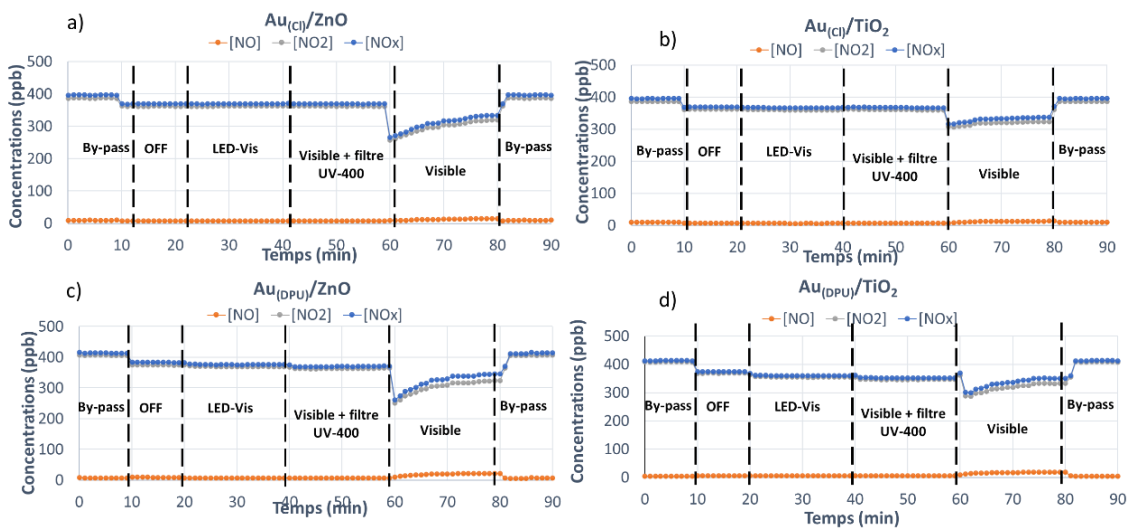 a)
Au(Cl)/ZnO
[NO] [NO2] [NOx]
Concentrations (ppb)
500
400
300
200
100
0
By-pass OFF LED-Vis Visible + filtre UV-400 Visible By-pass
0 10 20 30 40 50 60 70 80 90
Temps (min)
b)
Au(Cl)/TiO2
[NO] [NO2] [NOx]
Concentrations (ppb)
500
400
300
200
100
0
By-pass OFF LED-Vis Visible + filtre UV-400 Visible By-pass
0 10 20 30 40 50 60 70 80 90
Temps (min)
c)
Au(DPU)/ZnO
[NO] [NO2] [NOx]
Concentrations (ppb)
500
400
300
200
100
0
By-pass OFF LED-Vis Visible + filtre UV-400 Visible By-pass
0 10 20 30 40 50 60 70 80 90
Temps (min)
d)
Au(DPU)/TiO2
[NO] [NO2] [NOx]
Concentrations (ppb)
500
400
300
200
100
0
By-pass OFF LED-Vis Visible + filtre UV-400 Visible By-pass
0 10 20 30 40 50 60 70 80 90
Temps (min)